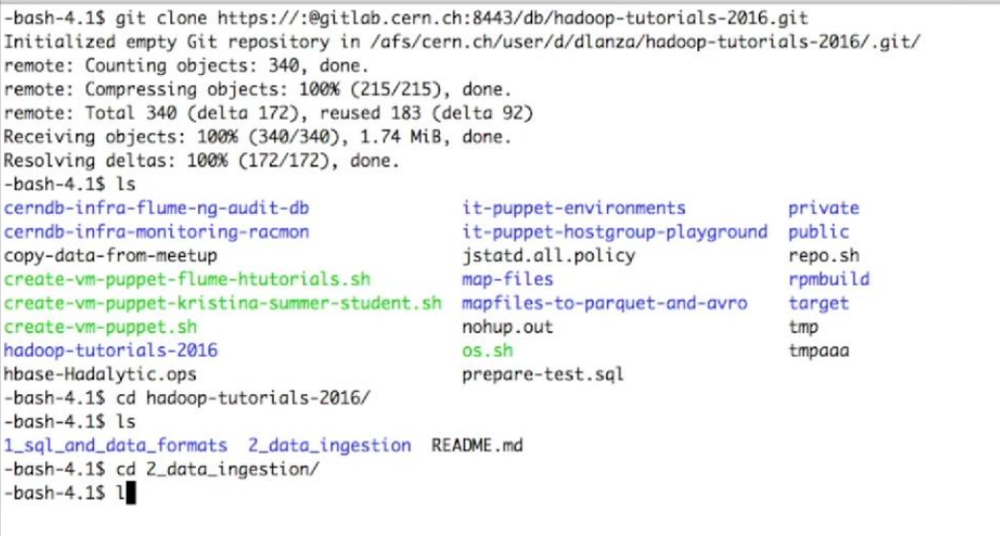 -bash-4.1$ git clone https://:@gitlab.cern.ch:8443/db/hadoop-tutorials-2016.git
Initialized empty Git repository in /afs/cern.ch/user/d/dlanza/hadoop-tutorials-2016/.git/
remote: Counting objects: 340, done.
remote: Compressing objects: 100% (215/215), done.
remote: Total 340 (delta 172), reused 183 (delta 92)
Receiving objects: 100% (340/340), 1.74 MiB, done.
Resolving deltas: 100% (172/172), done.
-bash-4.1$ ls
cerndb-infra-flume-ng-audit-db it-puppet-environments private
cerndb-infra-monitoring-racmon it-puppet-hostgroup-playground public
copy-data-from-meetup jstatd.all.policy repo.sh
create-vm-puppet-flume-htutorials.sh map-files rpmbuild
create-vm-puppet-kristina-summer-student.sh mapfiles-to-parquet-and-avro target
create-vm-puppet.sh nohup.out tmp
hadoop-tutorials-2016 os.sh tmpaaa
hbase-Hadalytic.ops prepare-test.sql
-bash-4.1$ cd hadoop-tutorials-2016/
-bash-4.1$ ls
1_sql_and_data_formats 2_data_ingestion README.md
-bash-4.1$ cd 2_data_ingestion/
-bash-4.1$ l